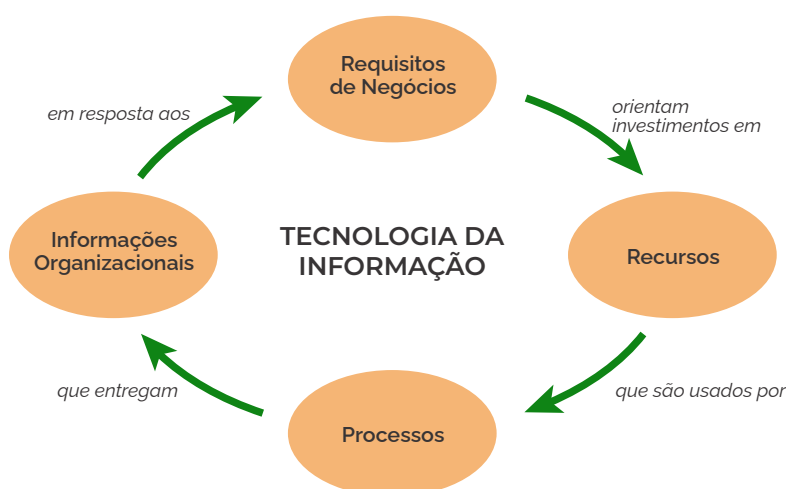 Requisitos
de Negócios
orientam
investimentos em
em resposta aos
Informações
Organizacionais
TECNOLOGIA DA
INFORMAÇÃO
Recursos
que entregam
que são usados por
Processos